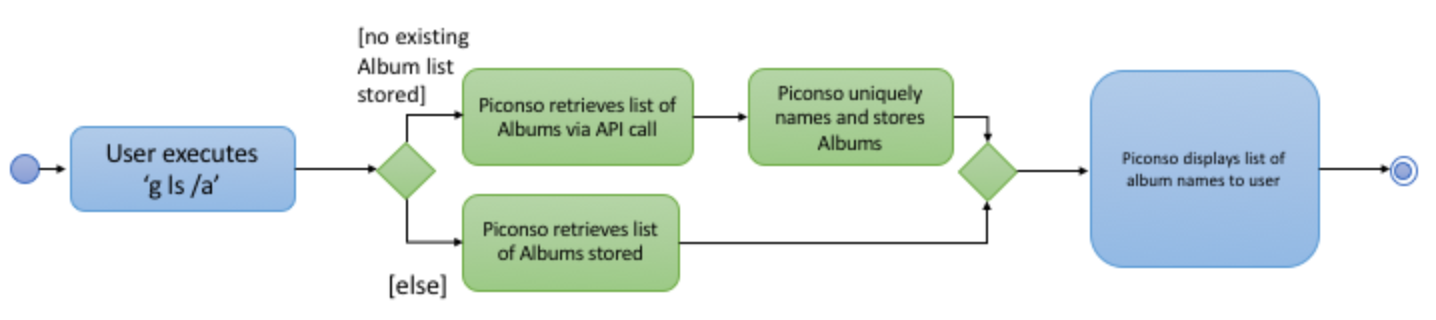 [no existing
Album list
stored]
Piconso retrieves list of
Albums via API call
Piconso uniquely
names and stores
Albums
User executes
‘g ls /a’
Piconso displays list of
album names to user
Piconso retrieves list
of Albums stored
[else]